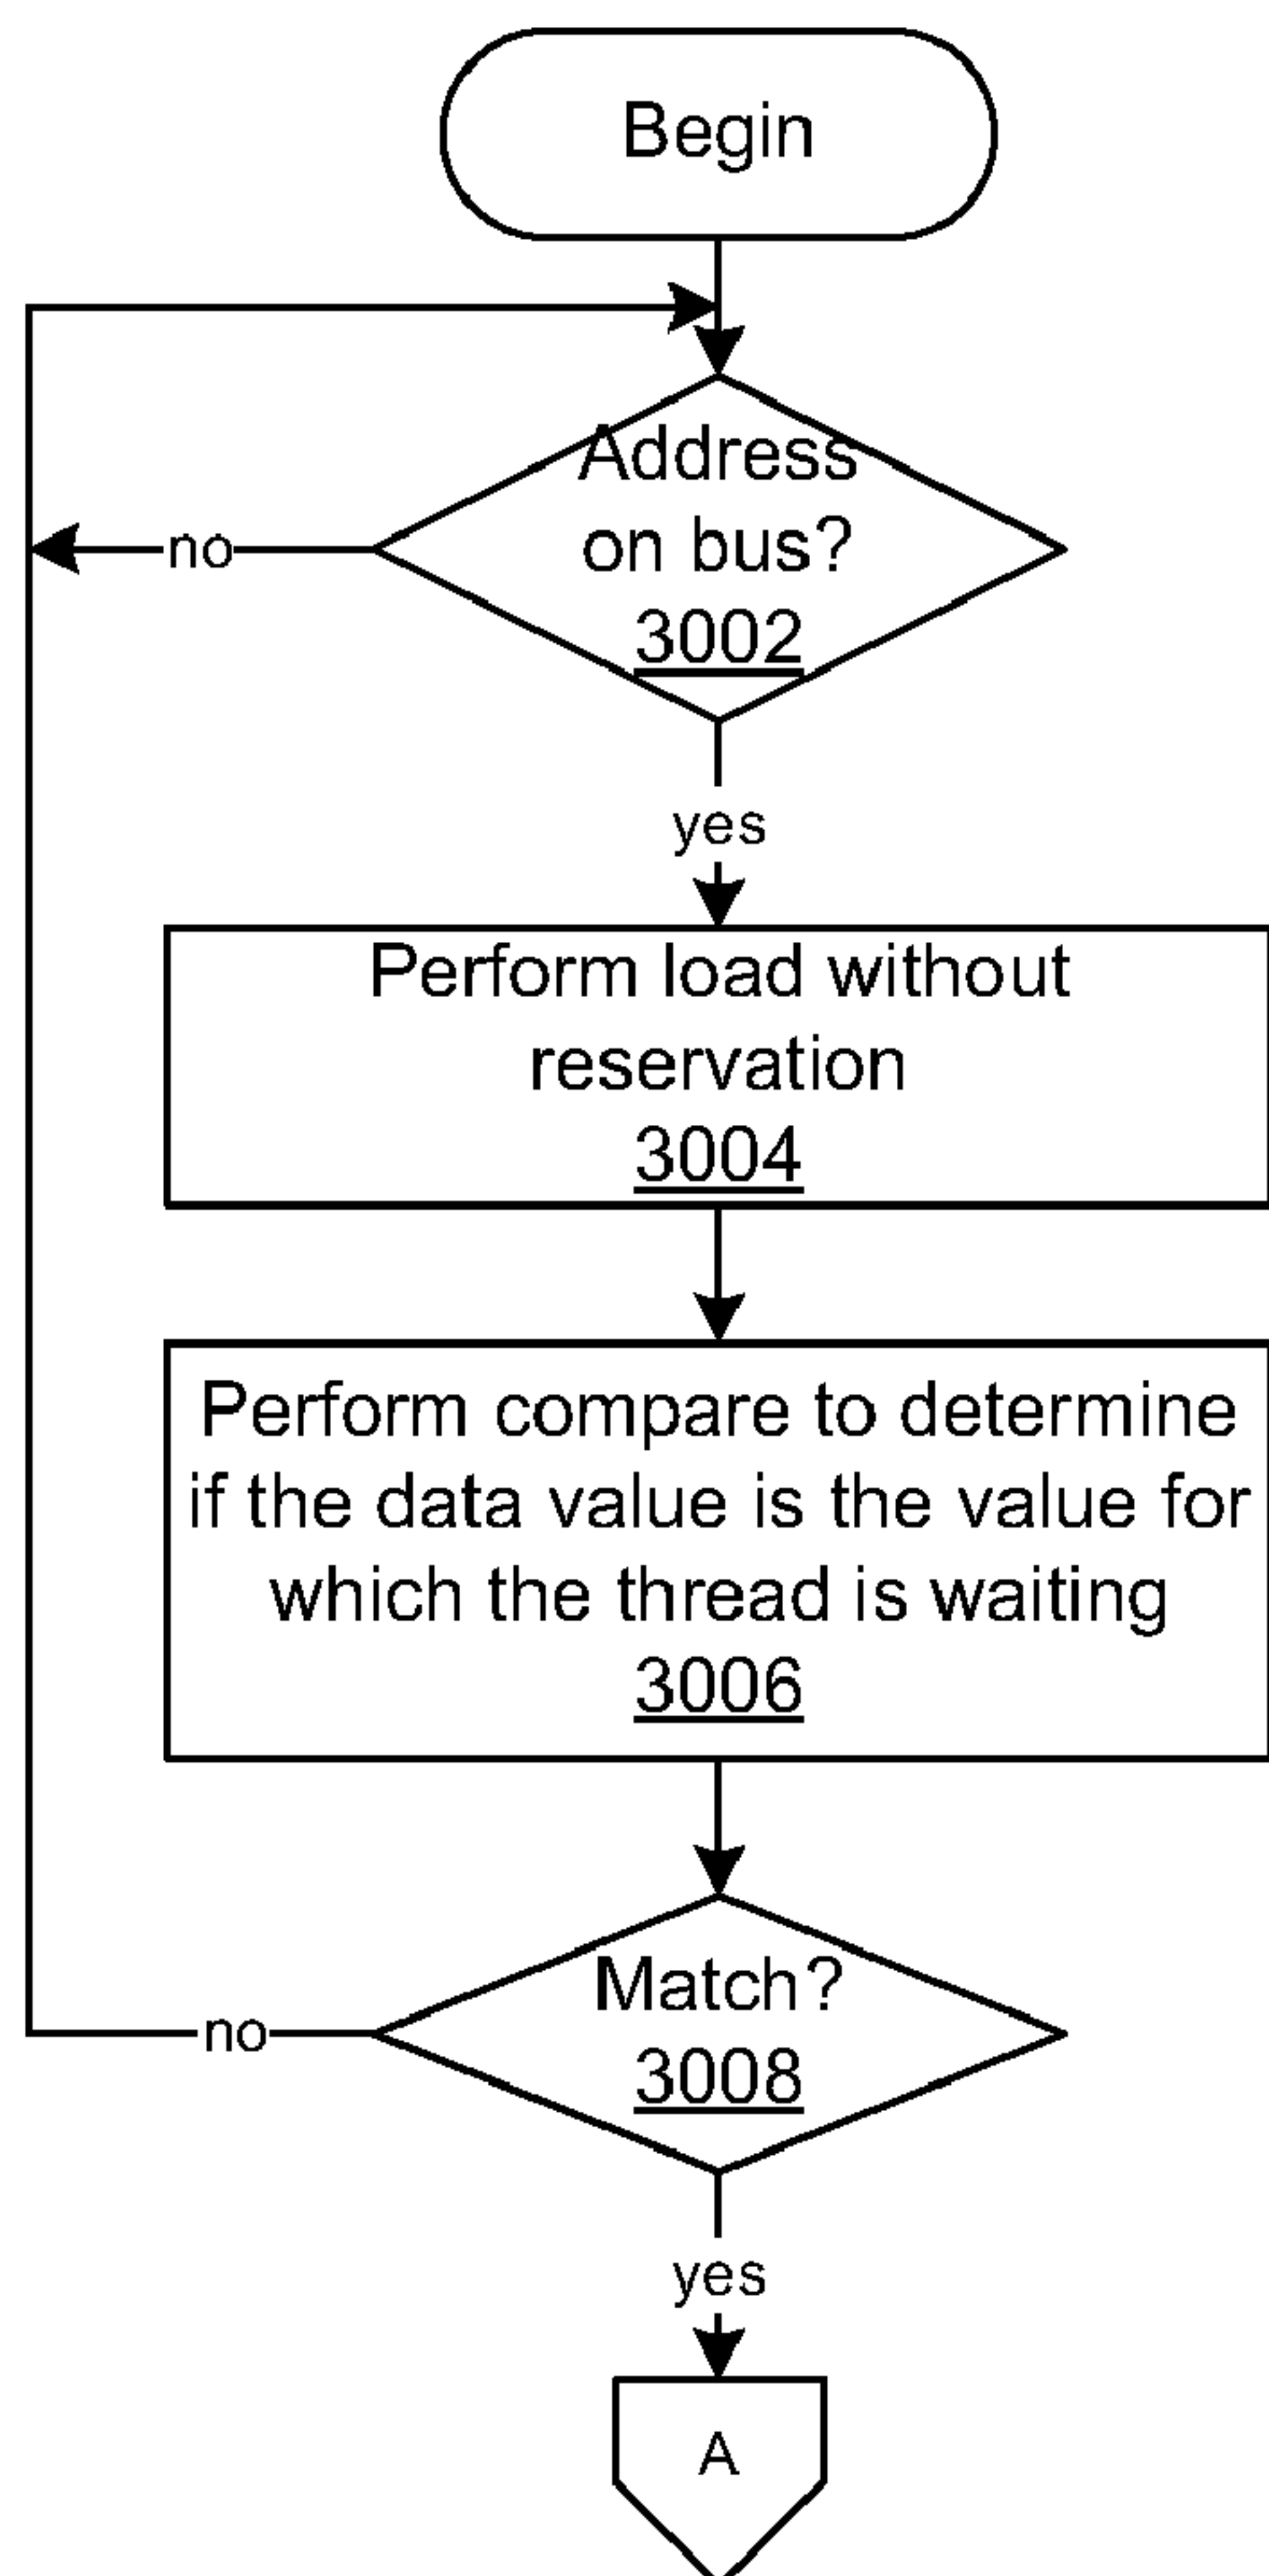 Begin
Address
on bus?
3002
no
yes
Perform load without
reservation
3004
Perform compare to determine
if the data value is the value for
which the thread is waiting
3006
Match?
3008
no
yes
A